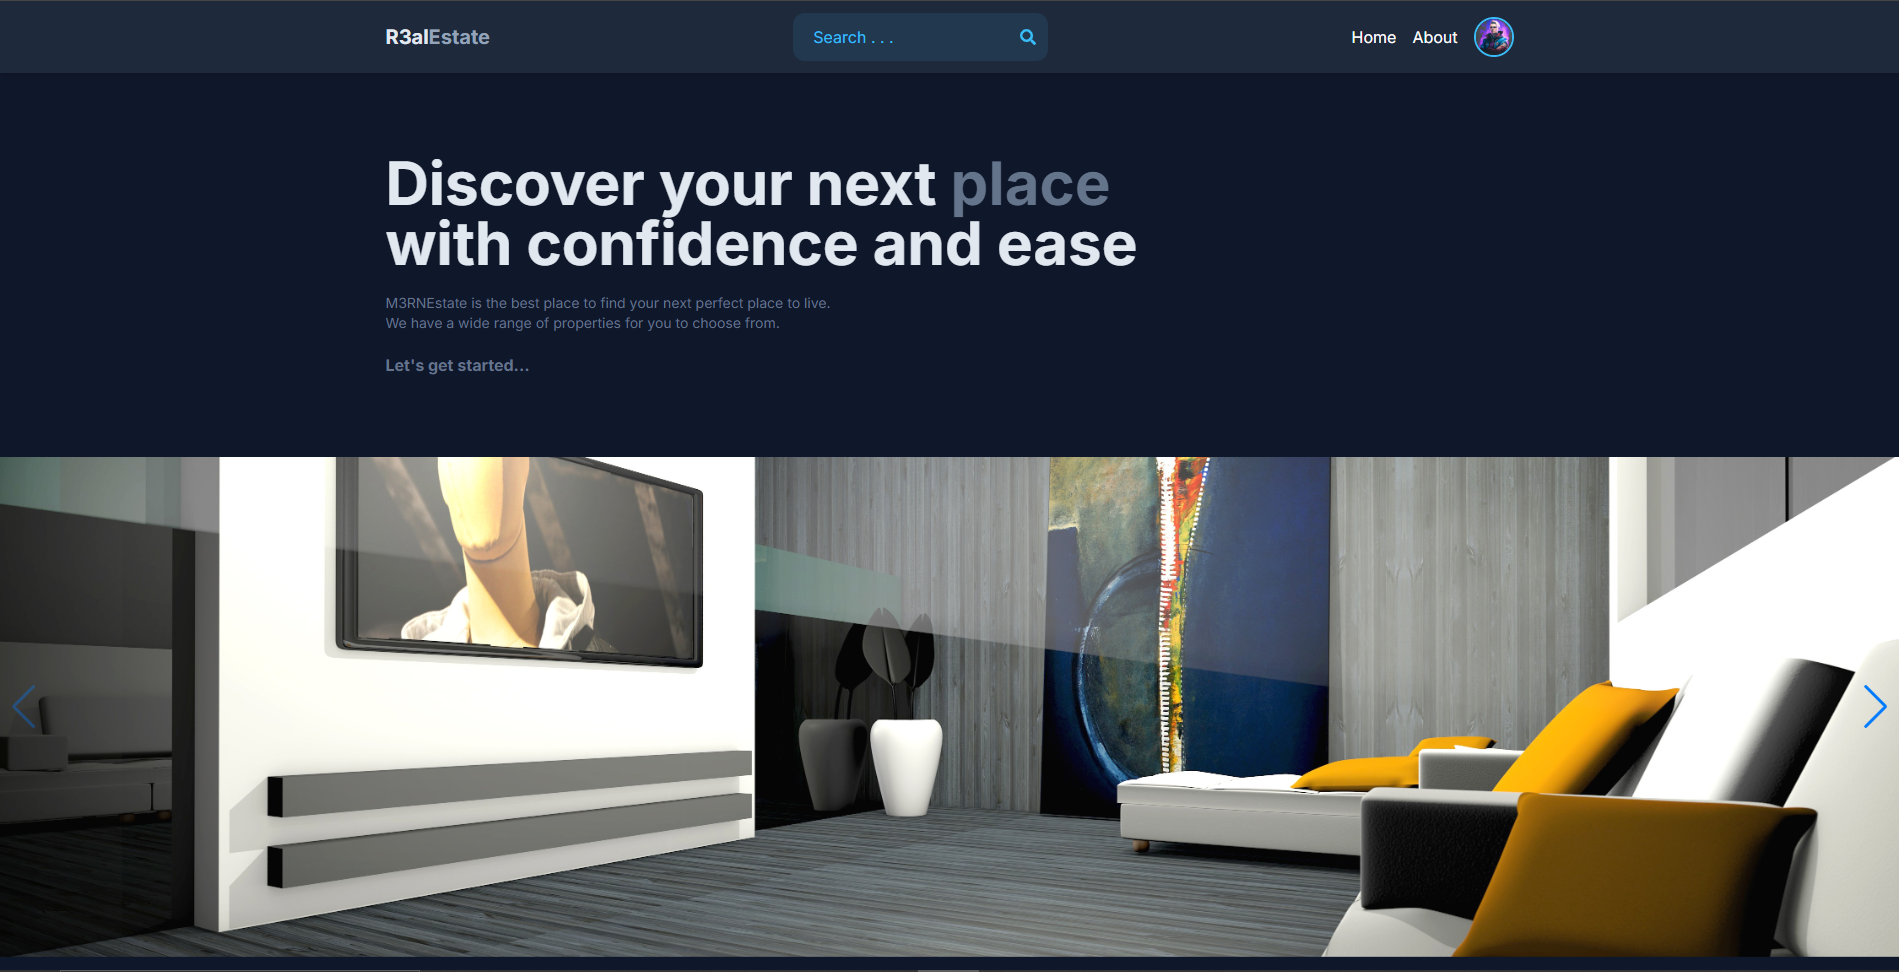 R3alEstate
Search . . .
Home
About
Discover your next place
with confidence and ease
M3RNEstate is the best place to find your next perfect place to live.
We have a wide range of properties for you to choose from.
Let's get started...